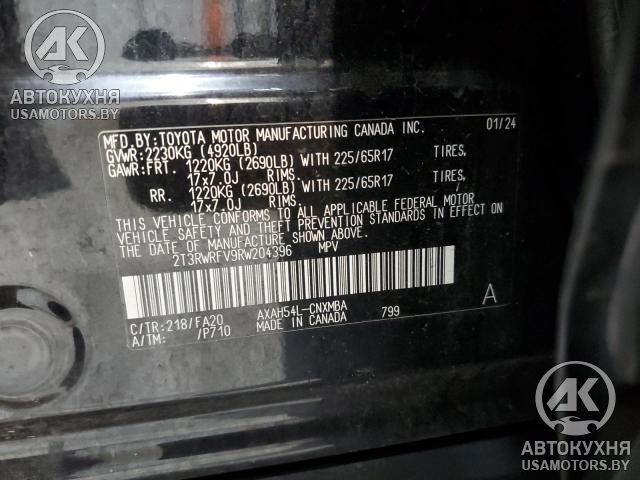 АК
АВТОКУХНЯ
USAMOTORS.BY
MFD.BY:TOYOTA MOTOR MANUFACTURING CANADA INC. 01/24
GVWR:2230KG (4920LB)
GAWR:FRT. 1220KG (2690LB) WITH 225/65R17 TIRES,
17x7.0J RIMS.
RR. 1220KG (2690LB) WITH 225/65R17 TIRES,
17x7.0J RIMS.
THIS VEHICLE CONFORMS TO ALL APPLICABLE FEDERAL MOTOR
VEHICLE SAFETY AND THEFT PREVENTION STANDARDS IN EFFECT ON
THE DATE OF MANUFACTURE SHOWN ABOVE.
2T3RWRFV9RW204396 MPV
A
C/TR:218/FA20 AXAH54L-CNXMBA
A/TM: /P710 MADE IN CANADA 799
АК
АВТОКУХНЯ
USAMOTORS.BY